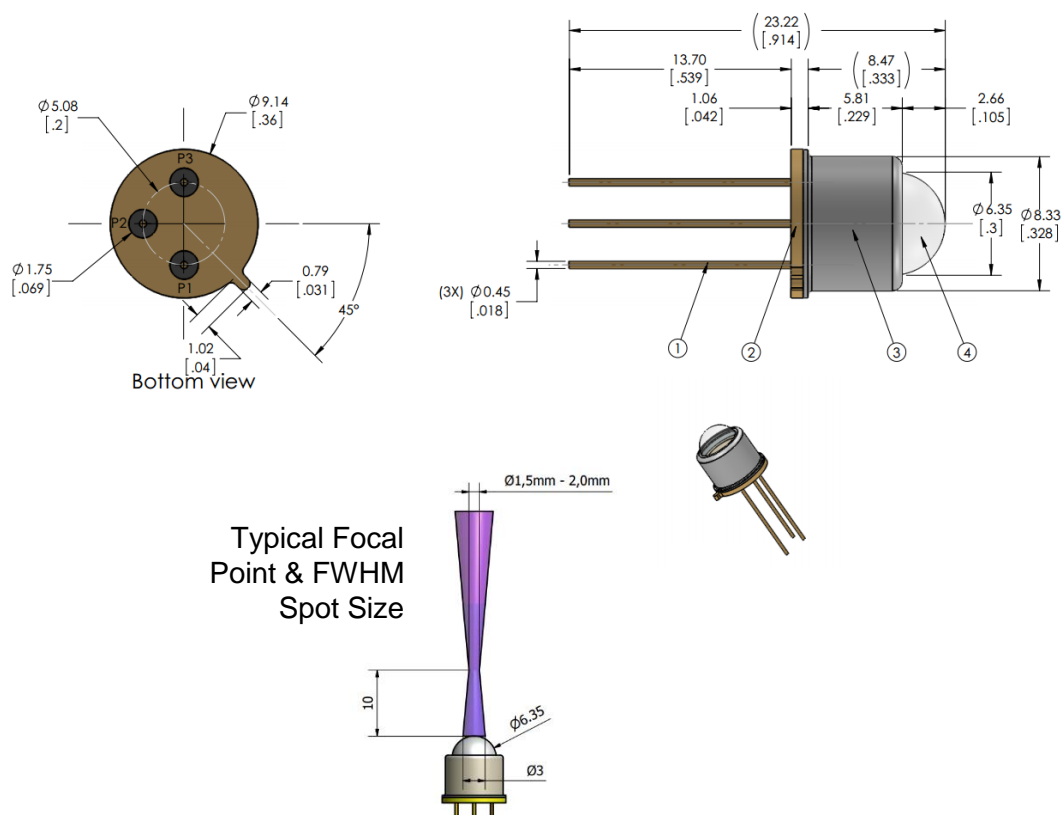 Ø5.08
[.2]
Ø9.14
[.36]
P3
P2
P1
Ø1.75
[.069]
0.79
[.031]
45°
1.02
[.04]
Bottom view
(23.22)
[.914]
13.70
[.539]
(8.47)
[.333]
1.06
[.042]
5.81
[.229]
2.66
[.105]
Ø6.35
[.3]
Ø8.33
[.328]
(3X) Ø0.45
[.018]
1
2
3
4
Typical Focal
Point & FWHM
Spot Size
Ø1,5mm - 2,0mm
10
Ø6.35
Ø3